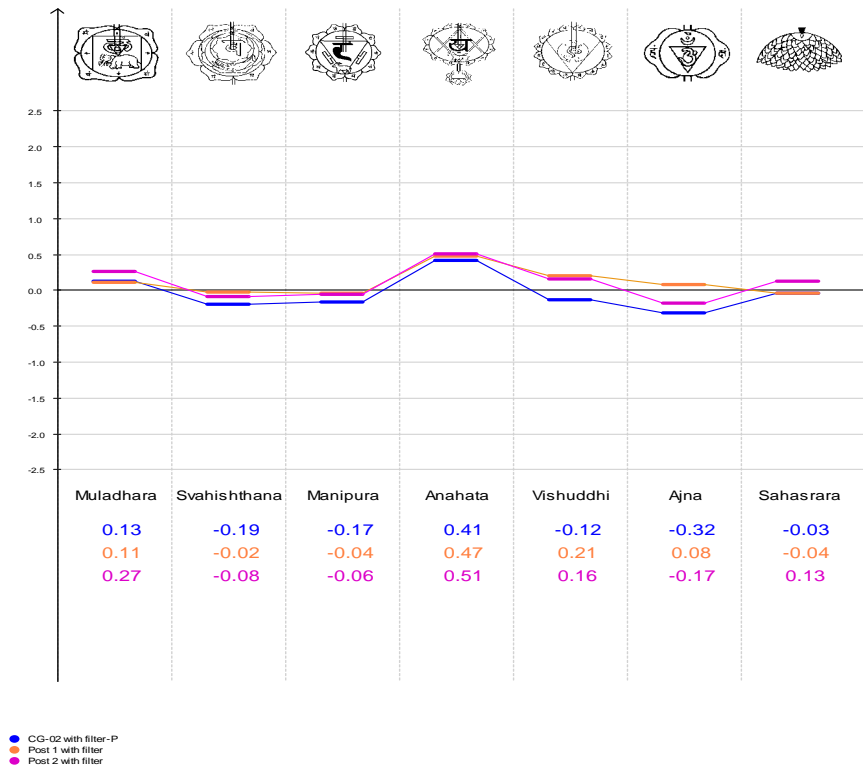 2.5
2.0
1.5
1.0
0.5
0.0
-0.5
-1.0
-1.5
-2.0
-2.5
Muladhara Svahishthana Manipura Anahata Vishuddhi Ajna Sahasrara
0.13 -0.19 -0.17 0.41 -0.12 -0.32 -0.03
0.11 -0.02 -0.04 0.47 0.21 0.08 -0.04
0.27 -0.08 -0.06 0.51 0.16 -0.17 0.13
CG-02 with filter-P
Post 1 with filter
Post 2 with filter